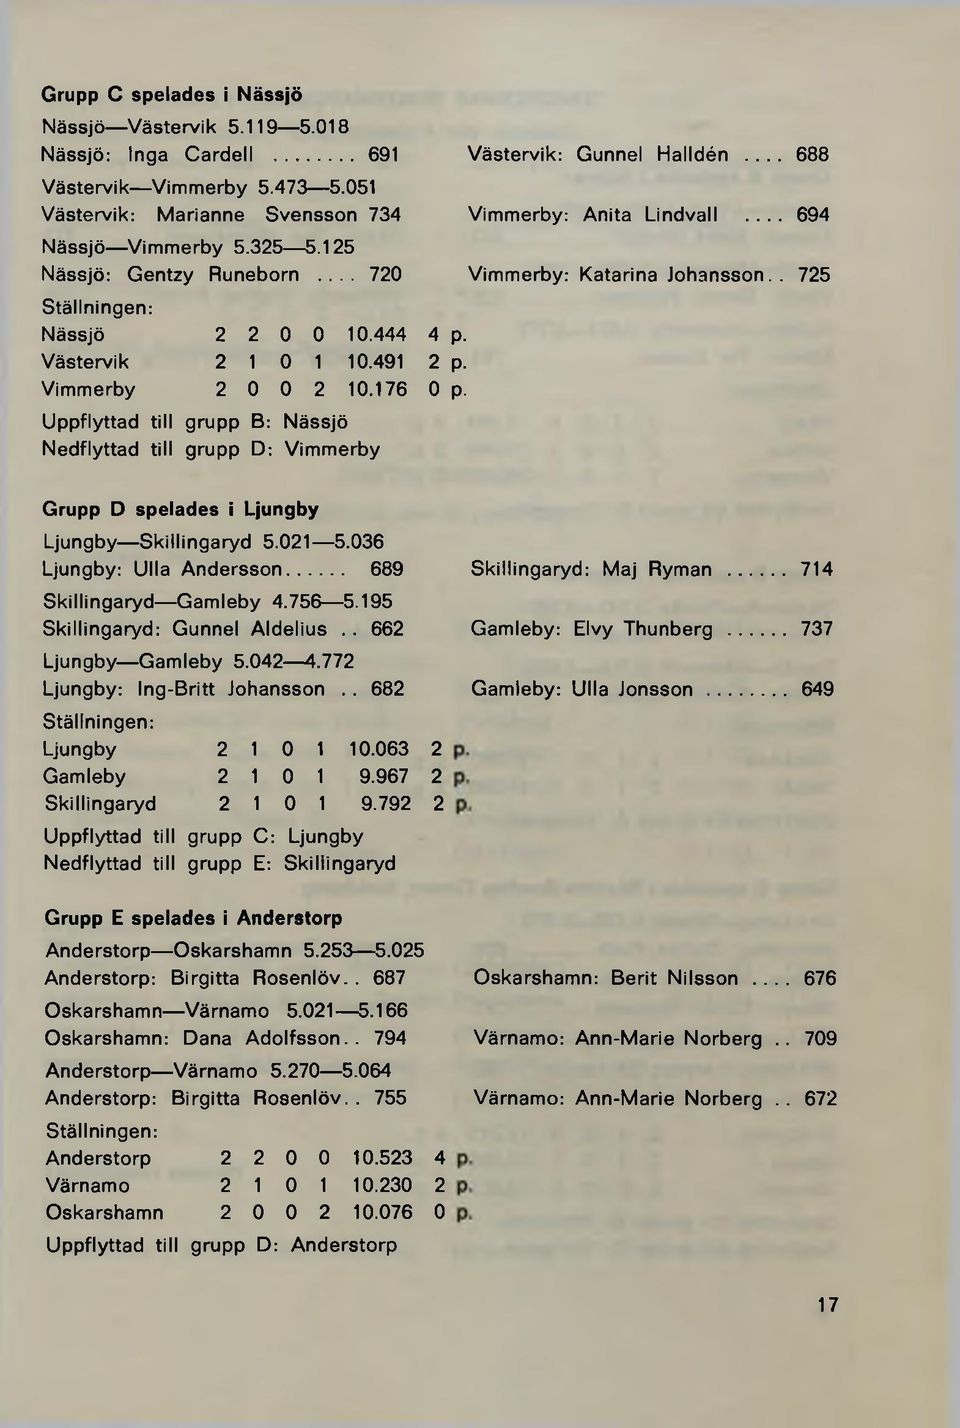 Grupp C spelades i Nässjö
Nässjö—Västervik 5.119—5.018
Nässjö: Inga Cardell ........ 691 Västervik: Gunnel Halldén .... 688
Västervik—Vimmerby 5.473—5.051
Västervik: Marianne Svensson 734 Vimmerby: Anita Lindvall .... 694
Nässjö—Vimmerby 5.325—5.125
Nässjö: Gentzy Runeborn .... 720 Vimmerby: Katarina Johansson.. 725
Ställningen:
Nässjö 2 2 0 0 10.444 4 p.
Västervik 2 1 0 1 10.491 2 p.
Vimmerby 2 0 0 2 10.176 0 p.
Uppflyttad till grupp B: Nässjö
Nedflyttad till grupp D: Vimmerby
Grupp D spelades i Ljungby
Ljungby—Skillingaryd 5.021—5.036
Ljungby: Ulla Andersson...... 689 Skillingaryd: Maj Ryman ...... 714
Skillingaryd—Gamleby 4.756—5.195
Skillingaryd: Gunnel Aldelius .. 662 Gamleby: Elvy Thunberg ...... 737
Ljungby—Gamleby 5.042—4.772
Ljungby: Ing-Britt Johansson .. 682 Gamleby: Ulla Jonsson ........ 649
Ställningen:
Ljungby 2 1 0 1 10.063 2 p.
Gamleby 2 1 0 1 9.967 2 p.
Skillingaryd 2 1 0 1 9.792 2 p.
Uppflyttad till grupp C: Ljungby
Nedflyttad till grupp E: Skillingaryd
Grupp E spelades i Anderstorp
Anderstorp—Oskarshamn 5.253—5.025
Anderstorp: Birgitta Rosenlöv.. 687 Oskarshamn: Berit Nilsson .... 676
Oskarshamn—Värnamo 5.021—5.166
Oskarshamn: Dana Adolfsson.. 794 Värnamo: Ann-Marie Norberg .. 709
Anderstorp—Värnamo 5.270—5.064
Anderstorp: Birgitta Rosenlöv.. 755 Värnamo: Ann-Marie Norberg .. 672
Ställningen:
Anderstorp 2 2 0 0 10.523 4 p.
Värnamo 2 1 0 1 10.230 2 p.
Oskarshamn 2 0 0 2 10.076 0 p.
Uppflyttad till grupp D: Anderstorp
17